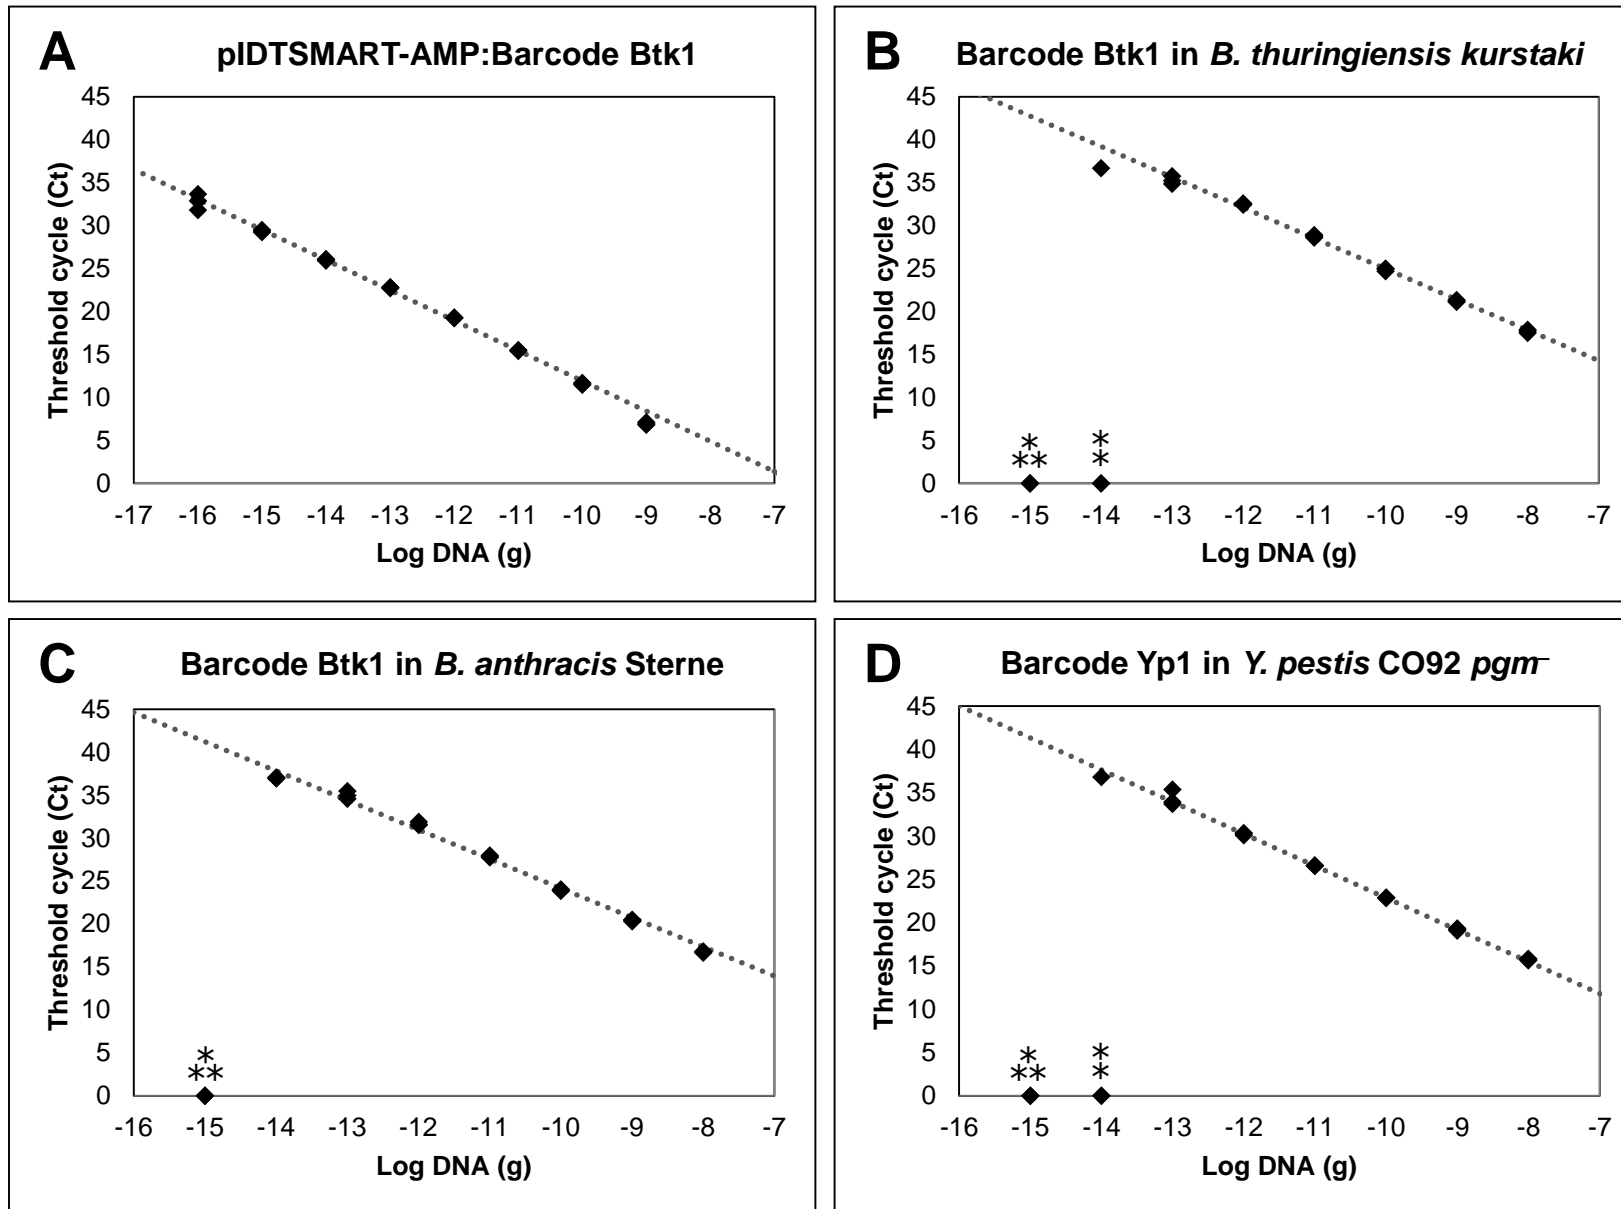 A
pIDTSMART-AMP:Barcode Btk1
45
40
35
30
25
20
15
10
5
0
Threshold cycle (Ct)
-17 -16 -15 -14 -13 -12 -11 -10 -9 -8 -7
Log DNA (g)
B
Barcode Btk1 in B. thuringiensis kurstaki
45
40
35
30
25
20
15
10
5
0
Threshold cycle (Ct)
*
**
*
*
-16 -15 -14 -13 -12 -11 -10 -9 -8 -7
Log DNA (g)
C
Barcode Btk1 in B. anthracis Sterne
45
40
35
30
25
20
15
10
5
0
Threshold cycle (Ct)
*
**
-16 -15 -14 -13 -12 -11 -10 -9 -8 -7
Log DNA (g)
D
Barcode Yp1 in Y. pestis CO92 pgm–
45
40
35
30
25
20
15
10
5
0
Threshold cycle (Ct)
*
**
*
*
-16 -15 -14 -13 -12 -11 -10 -9 -8 -7
Log DNA (g)